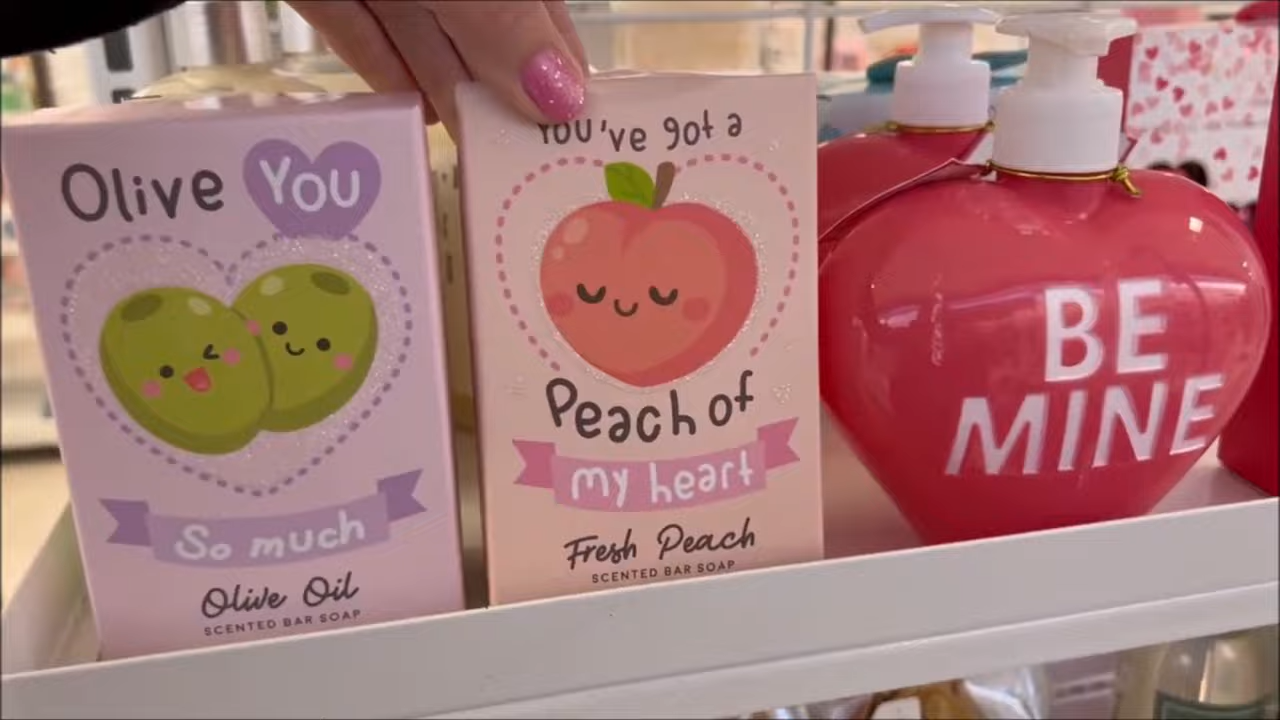 Olive YOU
So much
Olive Oil
SCENTED BAR SOAP
YOU've got a
Peach of
my heart
Fresh Peach
SCENTED BAR SOAP
BE
MINE